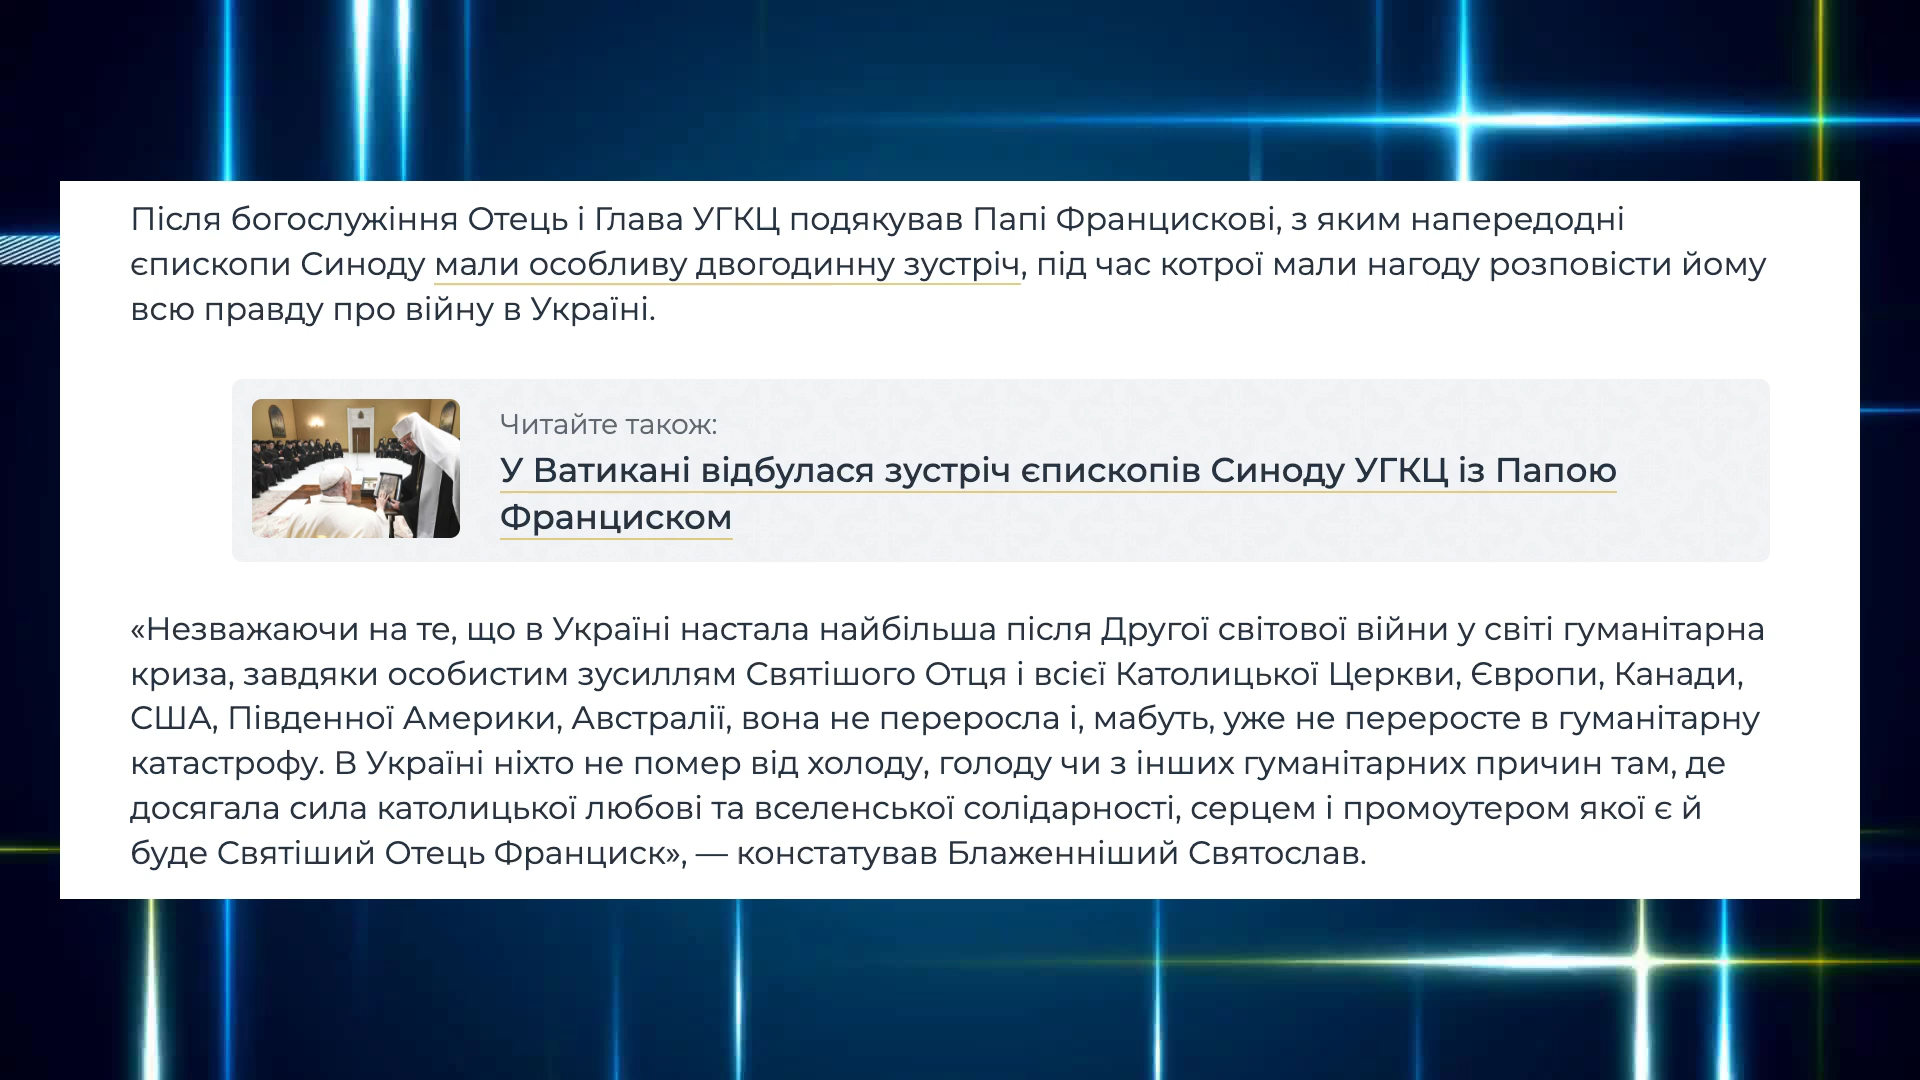 Після богослужіння Отець і Глава УГКЦ подякував Папі Францискові, з яким напередодні
єпископи Синоду мали особливу двогодинну зустріч, під час котрої мали нагоду розповісти йому
всю правду про війну в Україні.
Читайте також:
У Ватикані відбулася зустріч єпископів Синоду УГКЦ із Папою
Франциском
«Незважаючи на те, що в Україні настала найбільша після Другої світової війни у світі гуманітарна
криза, завдяки особистим зусиллям Святішого Отця і всієї Католицької Церкви, Європи, Канади,
США, Південної Америки, Австралії, вона не переросла і, мабуть, уже не переросте в гуманітарну
катастрофу. В Україні ніхто не помер від холоду, голоду чи з інших гуманітарних причин там, де
досягала сила католицької любові та вселенської солідарності, серцем і промоутером якої є й
буде Святіший Отець Франциск», — констатував Блаженніший Святослав.